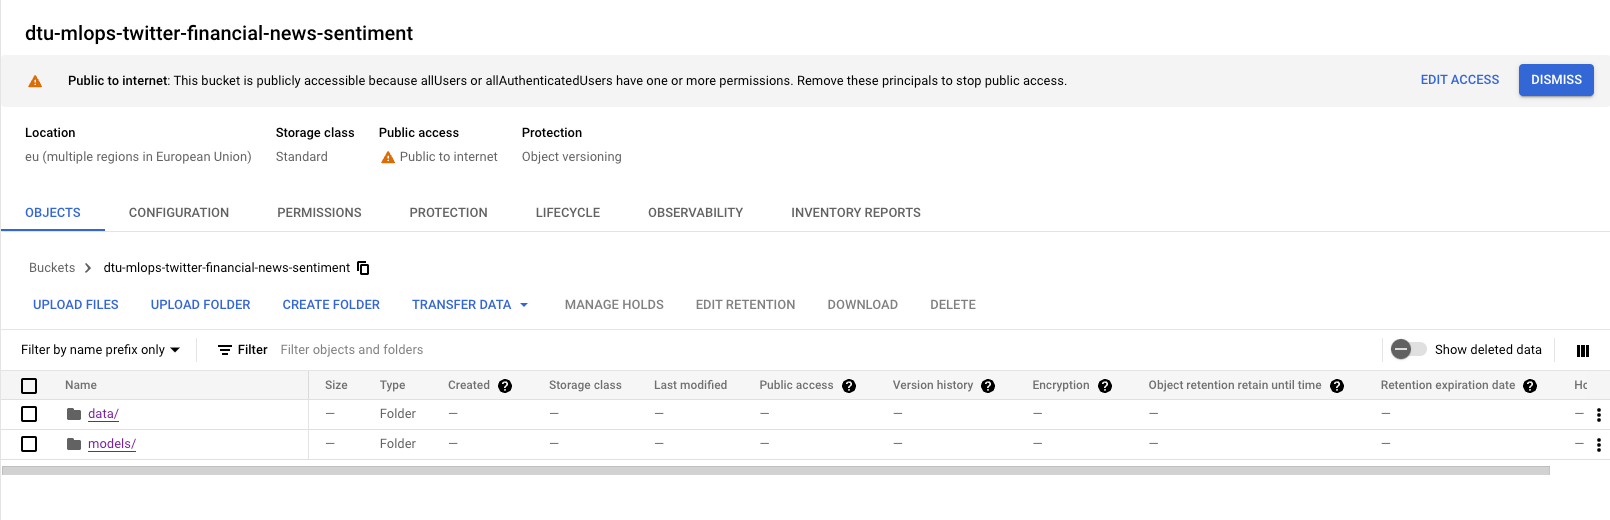 dtu-mlops-twitter-financial-news-sentiment
Public to internet: This bucket is publicly accessible because allUsers or allAuthenticatedUsers have one or more permissions. Remove these principals to stop public access. EDIT ACCESS DISMISS
Location Storage class Public access Protection
eu (multiple regions in European Union) Standard Public to internet Object versioning
OBJECTS CONFIGURATION PERMISSIONS PROTECTION LIFECYCLE OBSERVABILITY INVENTORY REPORTS
Buckets > dtu-mlops-twitter-financial-news-sentiment
UPLOAD FILES UPLOAD FOLDER CREATE FOLDER TRANSFER DATA MANAGE HOLDS EDIT RETENTION DOWNLOAD DELETE
Filter by name prefix only Filter Filter objects and folders Show deleted data
Name Size Type Created Storage class Last modified Public access Version history Encryption Object retention retain until time Retention expiration date Ho
data/ — Folder — — — — — — — — —
models/ — Folder — — — — — — — — —